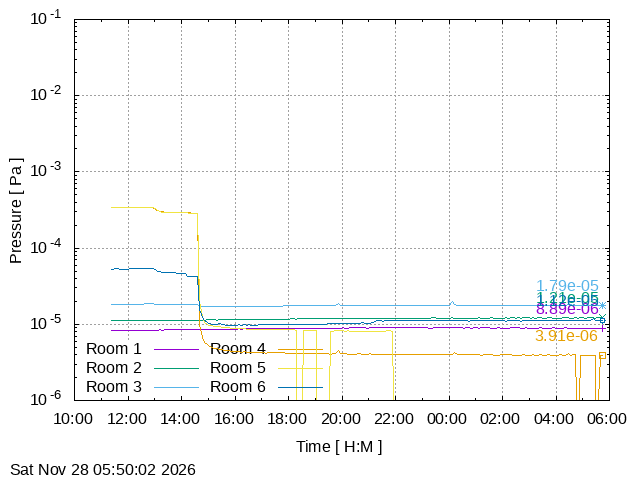 10^-1
10^-2
10^-3
10^-4
10^-5
10^-6
Pressure [ Pa ]
1.79e-05
1.21e-05
8.89e-06
3.91e-06
Room 1 Room 4
Room 2 Room 5
Room 3 Room 6
10:00 12:00 14:00 16:00 18:00 20:00 22:00 00:00 02:00 04:00 06:00
Time [ H:M ]
Sat Nov 28 05:50:02 2026